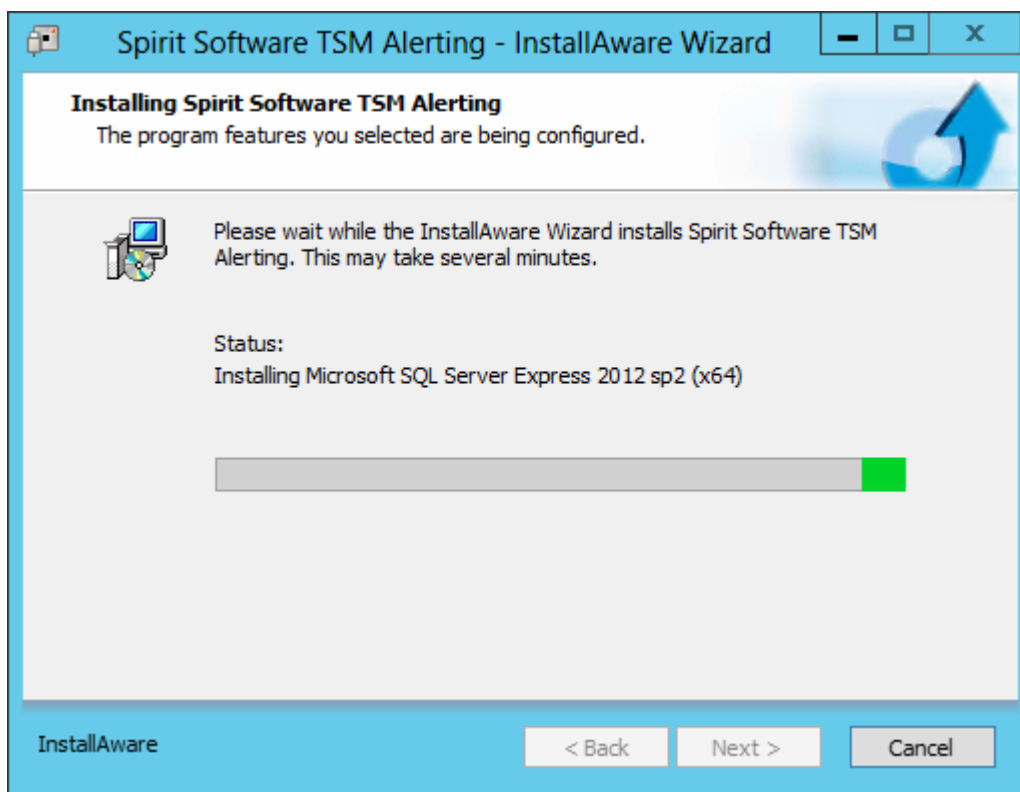 Spirit Software TSM Alerting - InstallAware Wizard
Installing Spirit Software TSM Alerting
The program features you selected are being configured.
Please wait while the InstallAware Wizard installs Spirit Software TSM
Alerting. This may take several minutes.
Status:
Installing Microsoft SQL Server Express 2012 sp2 (x64)
InstallAware
< Back
Next >
Cancel